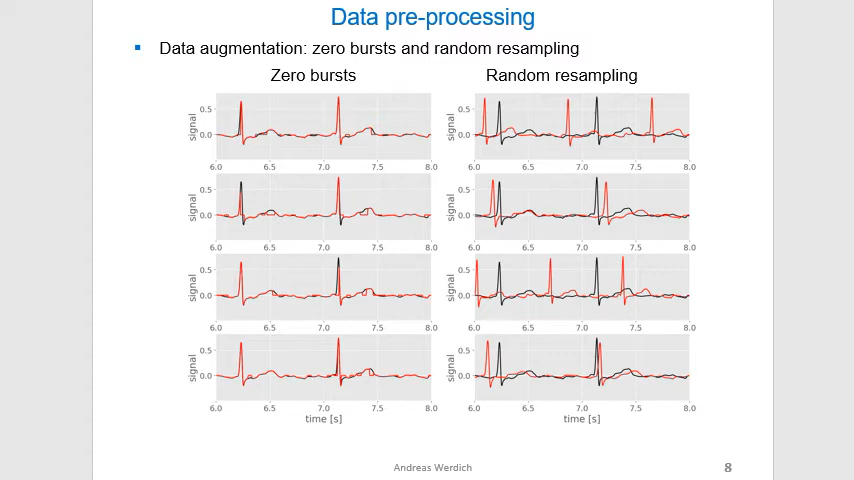 Data pre-processing
▪ Data augmentation: zero bursts and random resampling
Zero bursts
Random resampling
signal
0.5
0.0
6.0 6.5 7.0 7.5 8.0
signal
0.5
0.0
6.0 6.5 7.0 7.5 8.0
signal
0.5
0.0
6.0 6.5 7.0 7.5 8.0
signal
0.5
0.0
6.0 6.5 7.0 7.5 8.0
time [s]
signal
0.5
0.0
6.0 6.5 7.0 7.5 8.0
signal
0.5
0.0
6.0 6.5 7.0 7.5 8.0
signal
0.5
0.0
6.0 6.5 7.0 7.5 8.0
signal
0.5
0.0
6.0 6.5 7.0 7.5 8.0
time [s]
Andreas Werdich
8